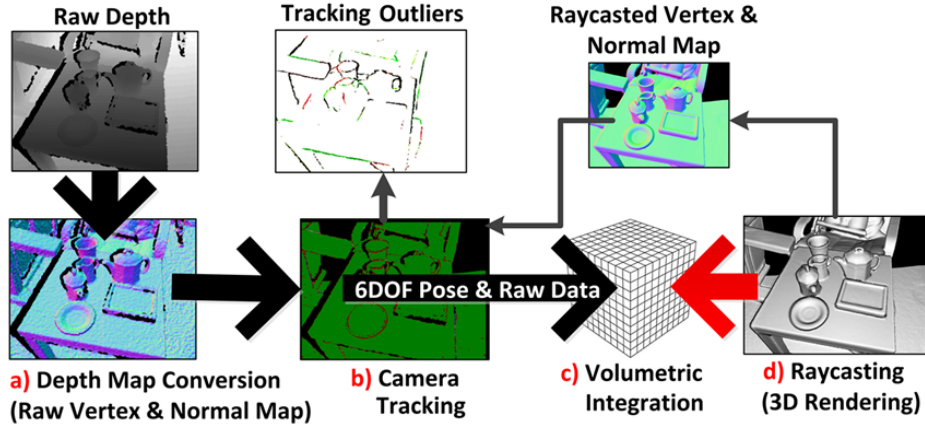 Raw Depth
Tracking Outliers
Raycasted Vertex &
Normal Map
6DOF Pose & Raw Data
a) Depth Map Conversion
(Raw Vertex & Normal Map)
b) Camera
Tracking
c) Volumetric
Integration
d) Raycasting
(3D Rendering)